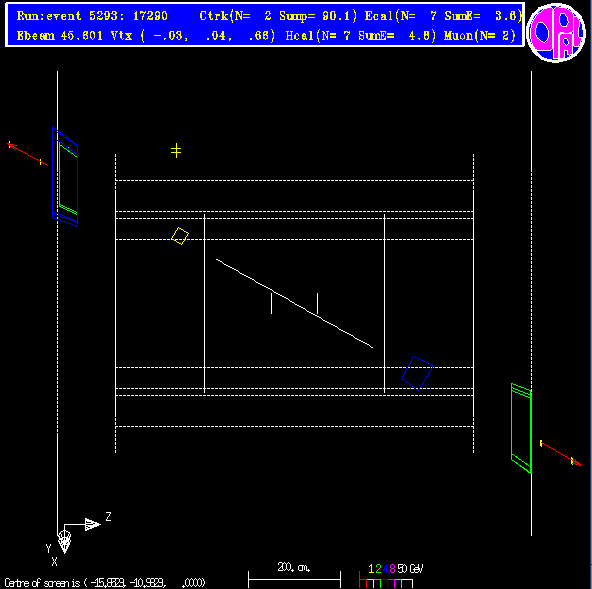 Run:event 5293: 17290 Ctrk(N= 2 Sump= 90.1) Ecal(N= 7 SumE= 3.6)
Ebeam 45.601 Vtx ( -.03, .04, .66) Hcal(N= 7 SumE= 4.8) Muon(N= 2)
OPAL
Z
Y
X
200. cm.
1 2 4 8 50 GeV
Centre of screen is ( -15.8329, -10.9829, .0000)